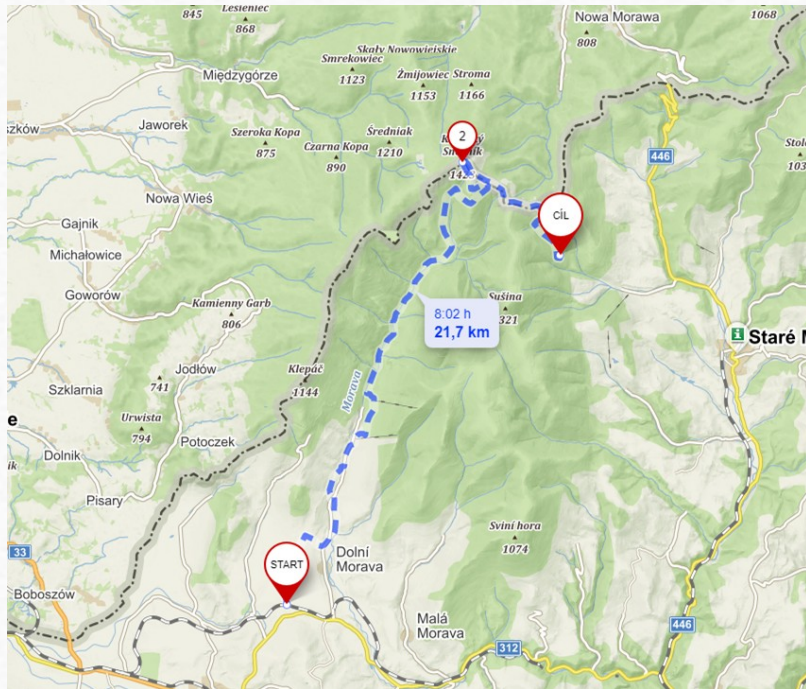 845
Lesieniec
868
Nowa Morawa
1068
808
Skały Nowowiejskie
Smrekowiec
1123
Międzygórze
Żmijowiec
1153
Stroma
1166
Jaworek
Szeroka Kopa
875
Czarna Kopa
890
Średniak
1210
2
446
Nowa Wieś
CÍL
Gajnik
Michałowice
Goworów
Kamienny Garb
806
Sušina
8:02 h
21,7 km
Staré
Jodłów
741
Klepáč
1144
Morava
Szklarnia
Urwista
794
Potoczek
Dolnik
Pisary
Sviní hora
1074
33
START
Dolní
Morava
Boboszów
Malá
Morava
446
312